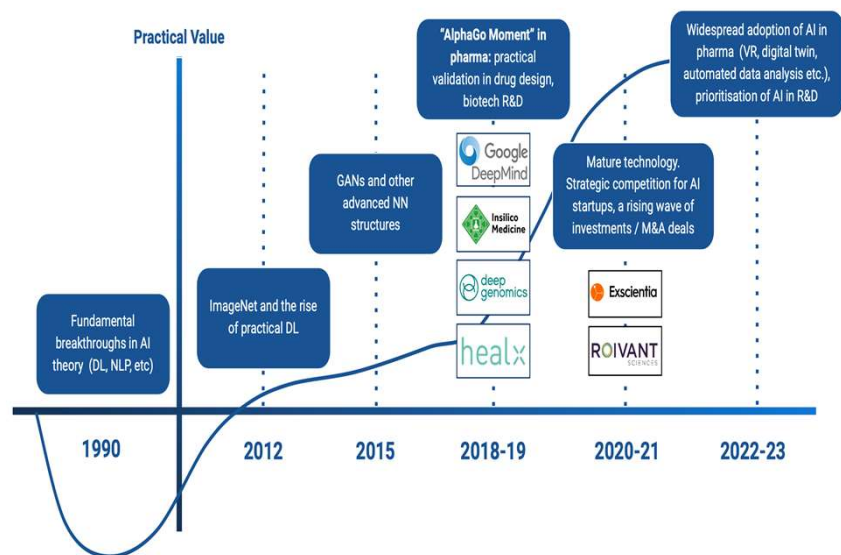 Practical Value
"AlphaGo Moment" in
pharma: practical
validation in drug design,
biotech R&D
Widespread adoption of AI in
pharma (VR, digital twin,
automated data analysis etc.),
prioritisation of AI in R&D
Google
DeepMind
GANs and other
advanced NN
structures
Mature technology.
Strategic competition for AI
startups, a rising wave of
investments / M&A deals
Insilico
Medicine
ImageNet and the rise
of practical DL
deep
genomics
Exscientia
Fundamental
breakthroughs in AI
theory (DL, NLP, etc)
healx
ROIVANT
SCIENCES
1990
2012
2015
2018-19
2020-21
2022-23